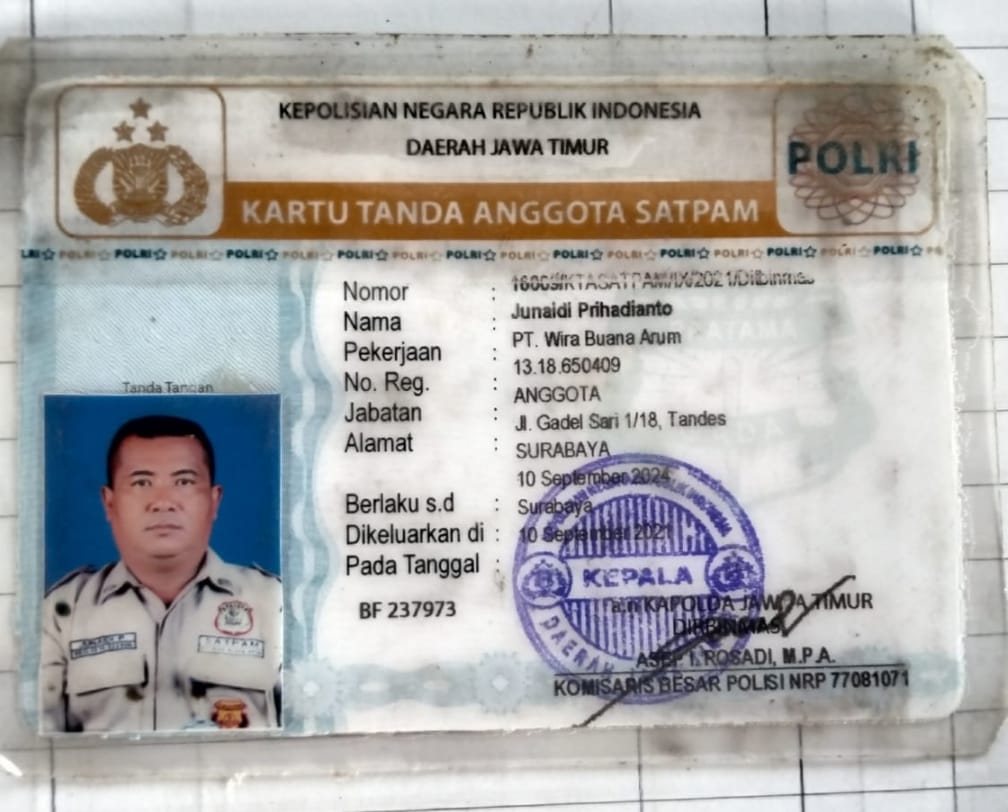 KEPOLISIAN NEGARA REPUBLIK INDONESIA
DAERAH JAWA TIMUR
POLRI
KARTU TANDA ANGGOTA SATPAM
POLRI POLRI POLRI POLRI POLRI POLRI POLRI POLRI POLRI POLRI POLRI POLRI POLRI POLRI POLRI
Nomor : /KTASATPAM/IX/2021/Ditbinmas
Nama : Junaidi Prihadianto
Pekerjaan : PT. Wira Buana Arum
No. Reg. : 13.18.650409
Jabatan : ANGGOTA
Alamat : Jl. Gadel Sari 1/18, Tandes
SURABAYA
Berlaku s.d : 10 September 2024
Dikeluarkan di : Surabaya
Pada Tanggal : 10 September 2021
Tanda Tangan
BF 237973
SATPAM
KEPALA
DAERAH
a.n KAPOLDA JAWA TIMUR
DIRBINMAS
ASEP I. ROSADI, M.P.A.
KOMISARIS BESAR POLISI NRP 77081071